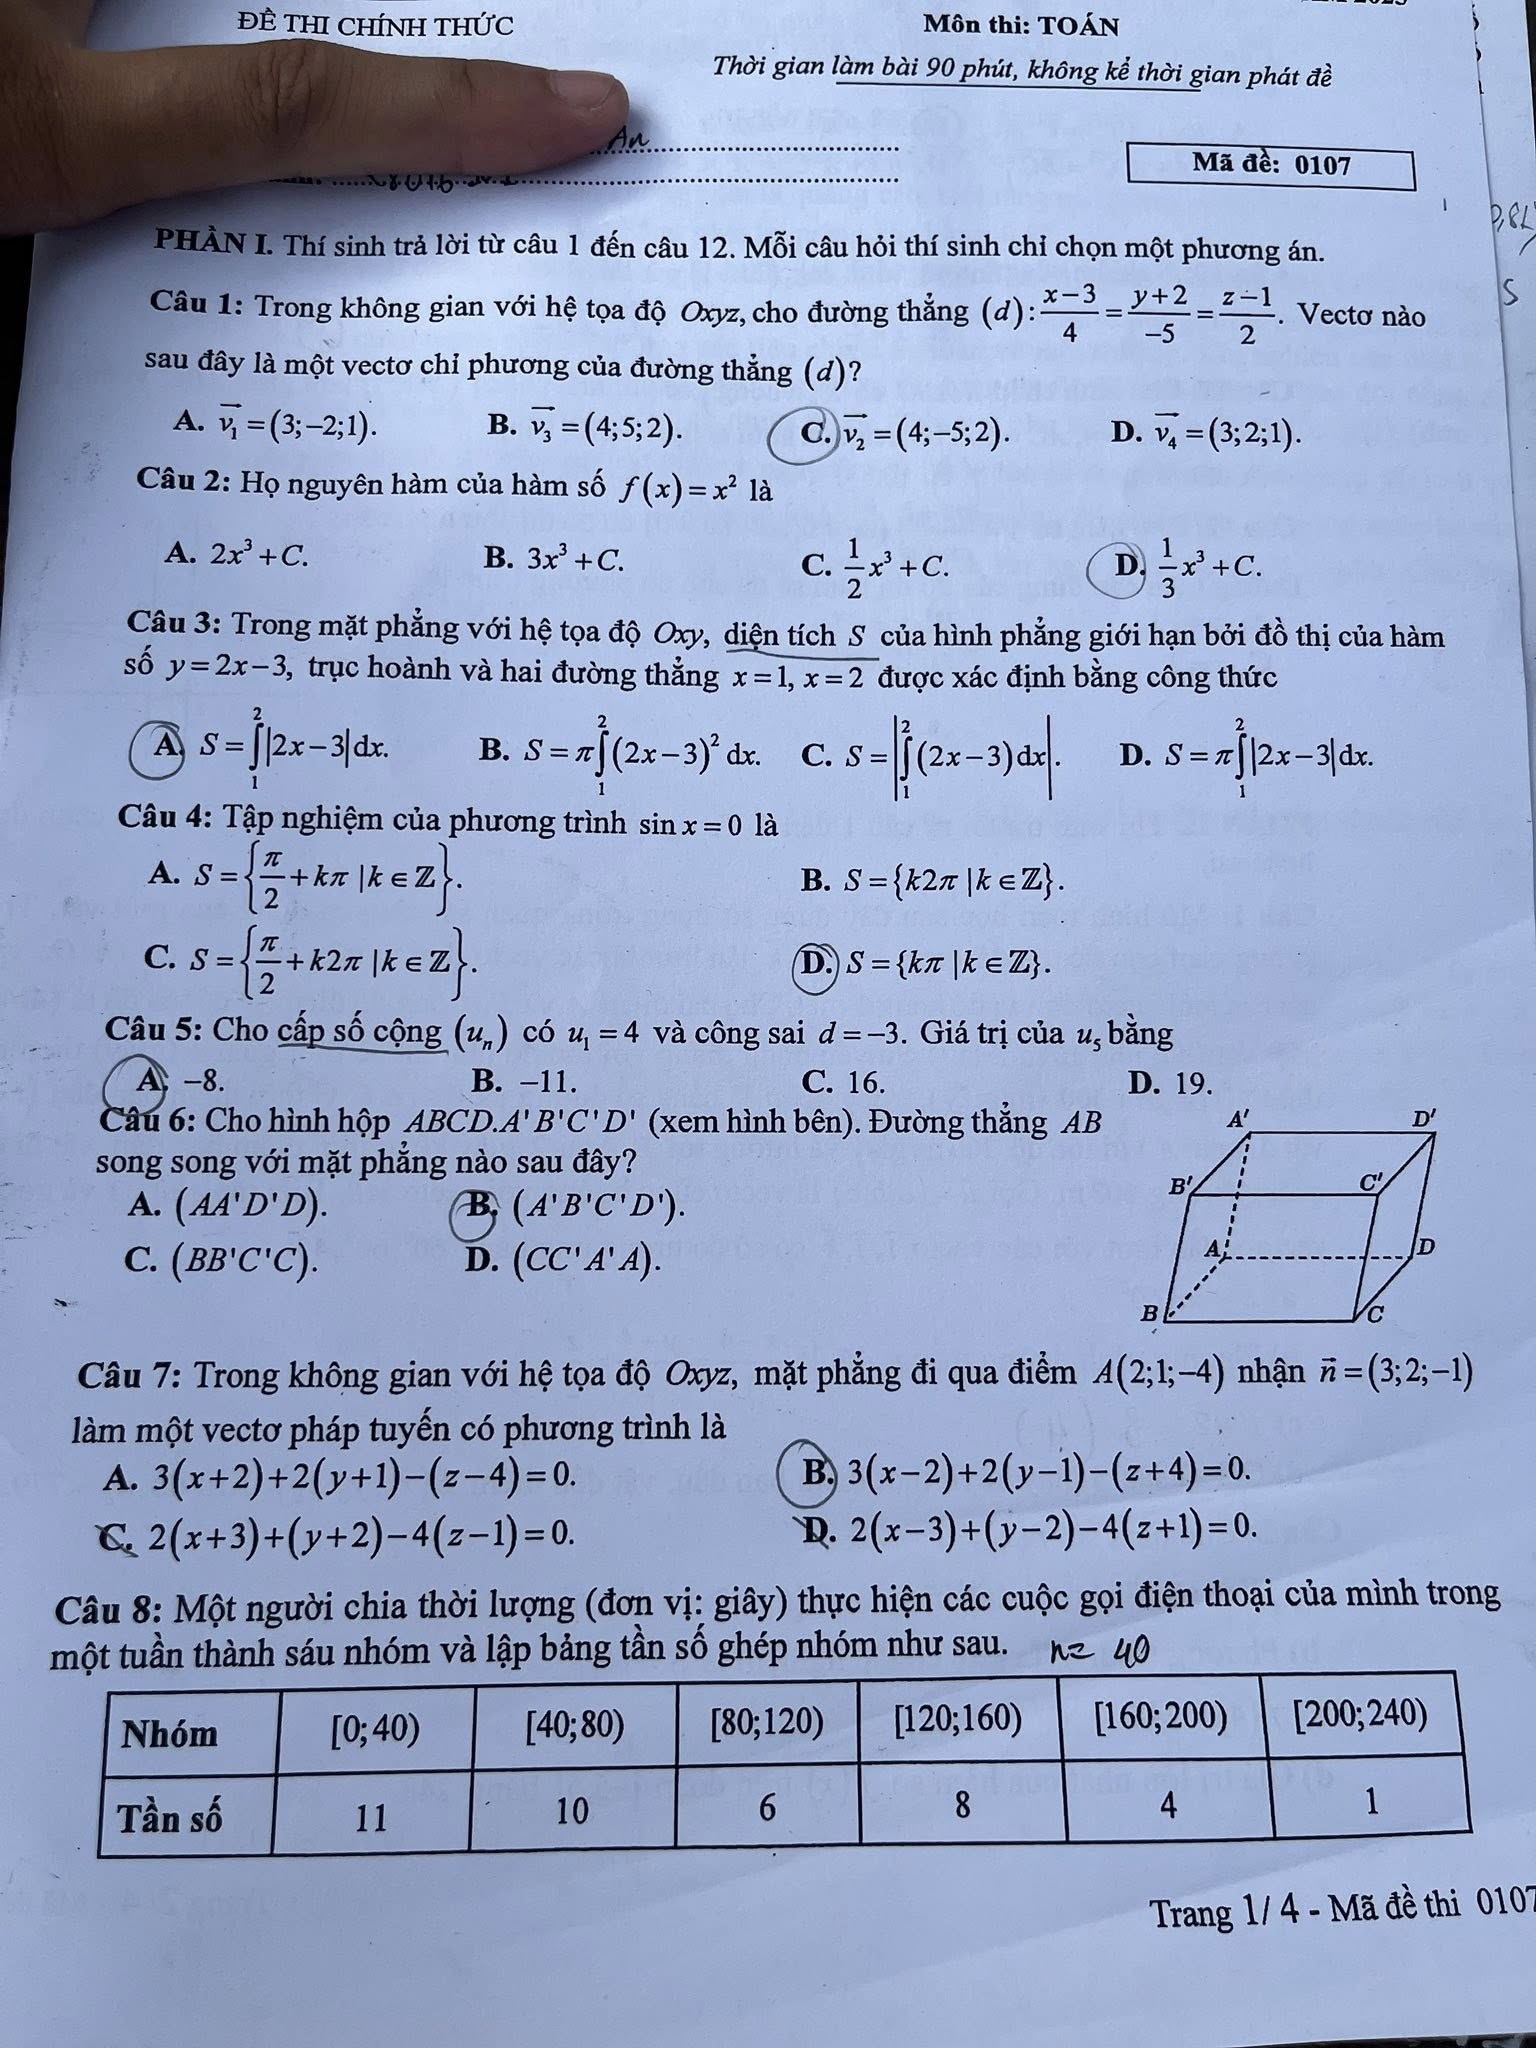 ĐỀ THI CHÍNH THỨC
Môn thi: TOÁN
Thời gian làm bài 90 phút, không kể thời gian phát đề
An
Mã đề: 0107
PHẦN I. Thí sinh trả lời từ câu 1 đến câu 12. Mỗi câu hỏi thí sinh chỉ chọn một phương án.
Câu 1: Trong không gian với hệ tọa độ Oxyz, cho đường thẳng (d): (x−3)/4 = (y+2)/−5 = (z−1)/2. Vectơ nào
sau đây là một vectơ chỉ phương của đường thẳng (d)?
A. v₁ = (3;−2;1). B. v₃ = (4;5;2). C. v₂ = (4;−5;2). D. v₄ = (3;2;1).
Câu 2: Họ nguyên hàm của hàm số f(x) = x² là
A. 2x³ + C. B. 3x³ + C. C. 1/2 x³ + C. D. 1/3 x³ + C.
Câu 3: Trong mặt phẳng với hệ tọa độ Oxy, diện tích S của hình phẳng giới hạn bởi đồ thị của hàm
số y = 2x−3, trục hoành và hai đường thẳng x = 1, x = 2 được xác định bằng công thức
A. S = ∫₁² |2x−3| dx. B. S = π∫₁² (2x−3)² dx. C. S = |∫₁² (2x−3) dx|. D. S = π∫₁² |2x−3| dx.
Câu 4: Tập nghiệm của phương trình sin x = 0 là
A. S = {π/2 + kπ | k ∈ ℤ}. B. S = {k2π | k ∈ ℤ}.
C. S = {π/2 + k2π | k ∈ ℤ}. D. S = {kπ | k ∈ ℤ}.
Câu 5: Cho cấp số cộng (uₙ) có u₁ = 4 và công sai d = −3. Giá trị của u₅ bằng
A. −8. B. −11. C. 16. D. 19.
Câu 6: Cho hình hộp ABCD.A'B'C'D' (xem hình bên). Đường thẳng AB
song song với mặt phẳng nào sau đây?
A. (AA'D'D). B. (A'B'C'D').
C. (BB'C'C). D. (CC'A'A).
A' D'
B' C'
A D
B C
Câu 7: Trong không gian với hệ tọa độ Oxyz, mặt phẳng đi qua điểm A(2;1;−4) nhận n⃗ = (3;2;−1)
làm một vectơ pháp tuyến có phương trình là
A. 3(x+2)+2(y+1)−(z−4) = 0. B. 3(x−2)+2(y−1)−(z+4) = 0.
C. 2(x+3)+(y+2)−4(z−1) = 0. D. 2(x−3)+(y−2)−4(z+1) = 0.
Câu 8: Một người chia thời lượng (đơn vị: giây) thực hiện các cuộc gọi điện thoại của mình trong
một tuần thành sáu nhóm và lập bảng tần số ghép nhóm như sau. n = 40
Nhóm [0;40) [40;80) [80;120) [120;160) [160;200) [200;240)
Tần số 11 10 6 8 4 1
Trang 1/ 4 - Mã đề thi 0107